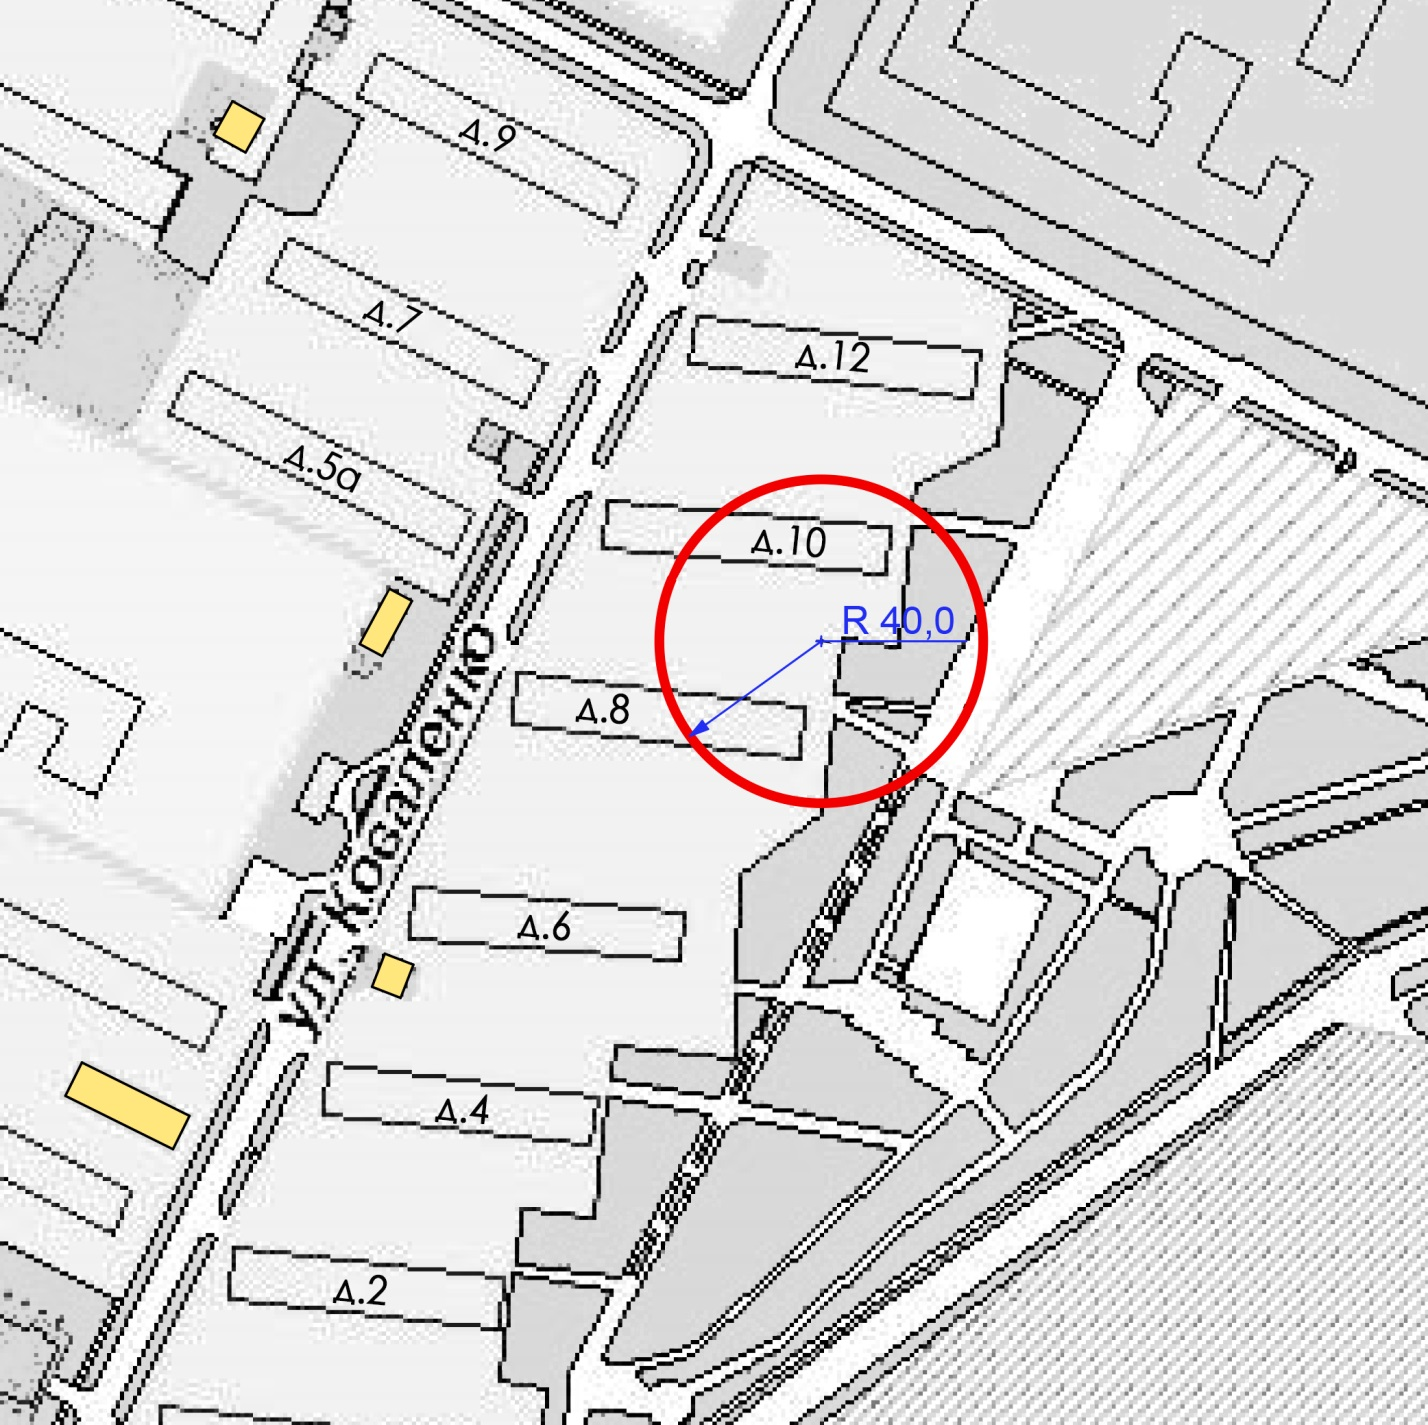 д.9
д.7
д.12
д.5а
д.10
R 40,0
д.8
ул. Коваленко
д.6
д.4
д.2